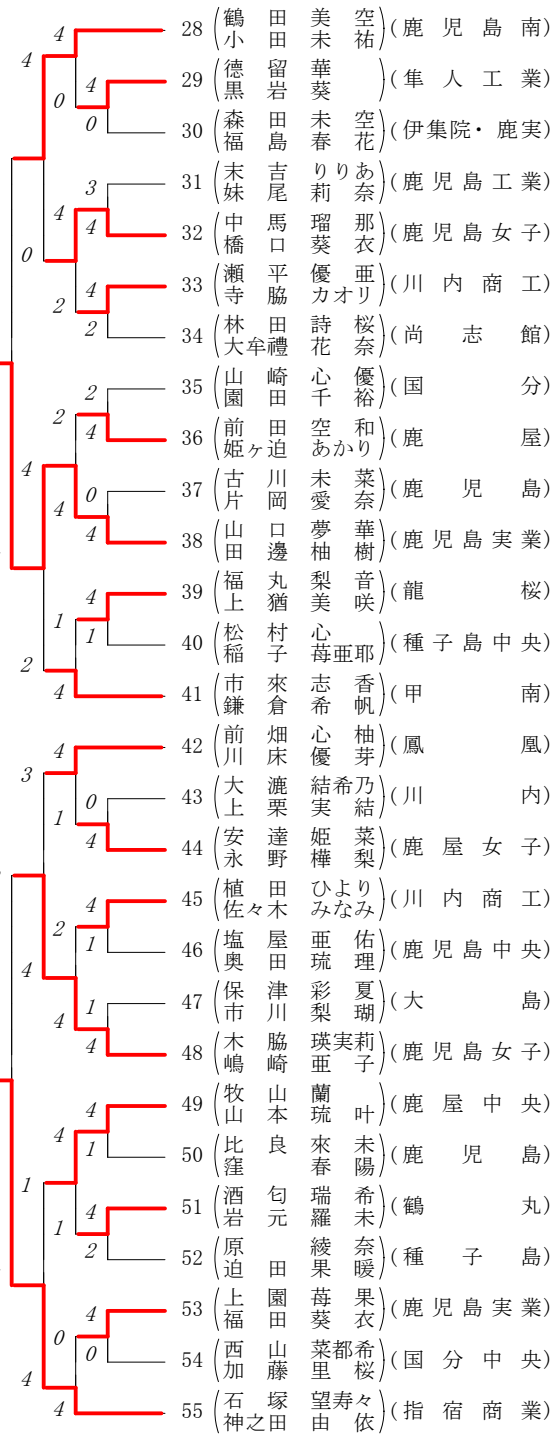 4 28 鶴田美空 小田未祐 (鹿児島南)
4
0 4 29 德留華 黒岩葵 (隼人工業)
0 30 森田未空 福島春花 (伊集院・鹿実)
3 31 末吉りりあ 妹尾莉奈 (鹿児島工業)
4 4 32 中馬瑠那 橋口葵衣 (鹿児島女子)
0
2 4 33 瀬平優亜 寺脇カオリ (川内商工)
2 34 林田詩桜 大牟禮花奈 (尚志館)
2 35 山崎心優 園田千裕 (国分)
2 4 36 前田空和 姫ヶ迫あかり (鹿屋)
4
4 0 37 古川未菜 片岡愛奈 (鹿児島)
4 38 山口夢華 田邊柚樹 (鹿児島実業)
4 39 福丸梨音 上猶美咲 (龍桜)
1 1 40 松村心 稲子苺亜耶 (種子島中央)
2
4 41 市來志香 鎌倉希帆 (甲南)
4 42 前畑心柚 川床優芽 (鳳凰)
3
1 0 43 大漉結希乃 上栗実結 (川内)
4 44 安達姫菜 永野樺梨 (鹿屋女子)
4 45 植田ひより 佐々木みなみ (川内商工)
2 1 46 塩屋亜佑 奥田琉理 (鹿児島中央)
4
4 1 47 保津彩夏 市川梨瑚 (大島)
4 48 木脇瑛実莉 嶋崎亜子 (鹿児島女子)
4 49 牧山蘭 山本琉叶 (鹿屋中央)
4 1 50 比良來未 窪春陽 (鹿児島)
1
1 4 51 酒匂瑞希 岩元羅未 (鶴丸)
2 52 原綾奈 迫田果暖 (種子島)
4 53 上園苺果 福田葵衣 (鹿児島実業)
0 0 54 西山菜都希 加藤里桜 (国分中央)
4
4 55 石塚望寿々 神之田由依 (指宿商業)